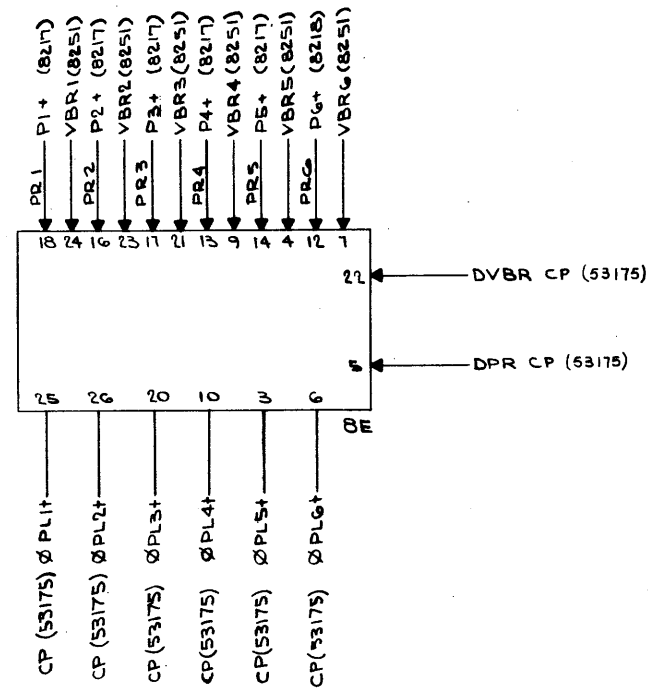 P1+ (8217)
VBR1 (8251)
P2+ (8217)
VBR2 (8251)
P3+ (8217)
VBR3 (8251)
P4+ (8217)
VBR4 (8251)
P5+ (8217)
VBR5 (8251)
P6+ (8218)
VBR6 (8251)
PR1
PR2
PR3
PR4
PR5
PR6
18 24 16 23 17 21 13 9 14 4 12 7
22
DVBR CP (53175)
5
DPR CP (53175)
25 26 20 10 3 6
8E
CP (53175) ØPL1+
CP (53175) ØPL2+
CP (53175) ØPL3+
CP (53175) ØPL4+
CP (53175) ØPL5+
CP (53175) ØPL6+